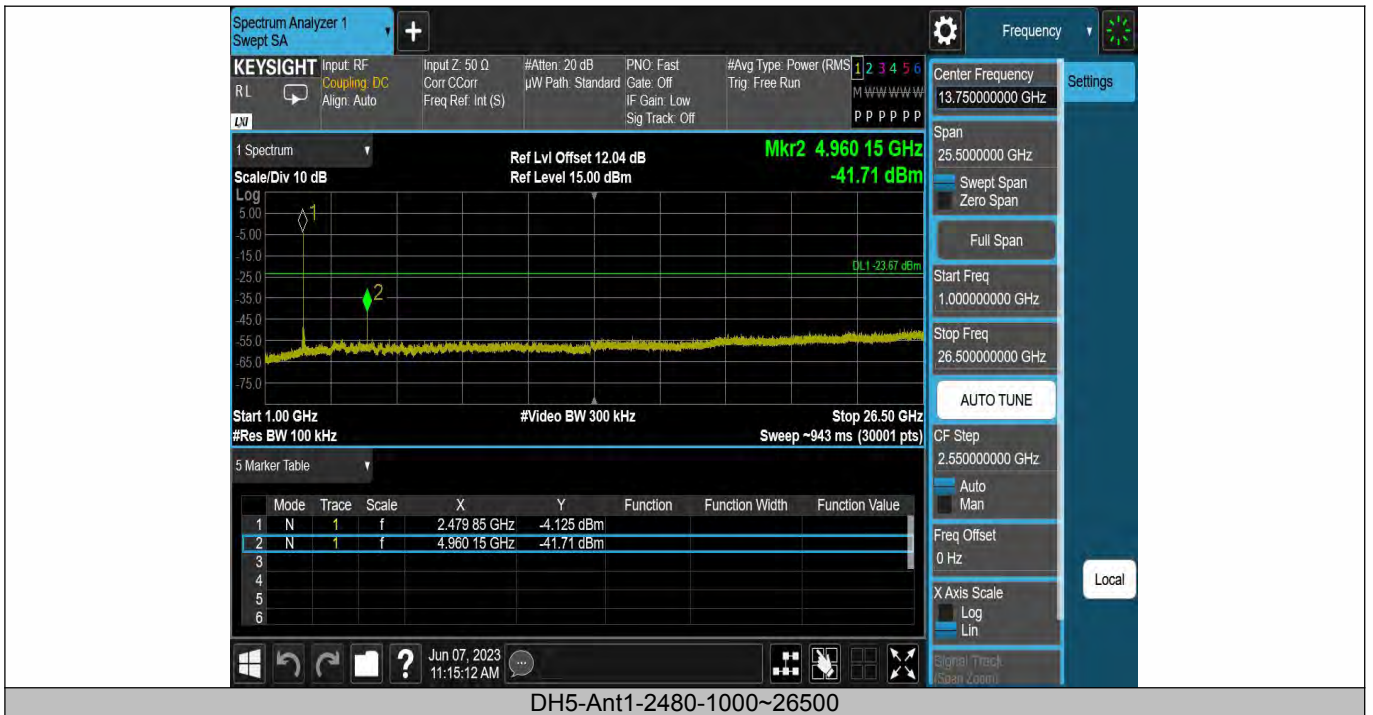 Spectrum Analyzer 1
Swept SA
+
Frequency
KEYSIGHT Input: RF Input Z: 50 Ω #Atten: 20 dB PNO: Fast #Avg Type: Power (RMS 1 2 3 4 5 6
RL Coupling: DC Corr CCorr µW Path: Standard Gate: Off Trig: Free Run M W W W W W
Align: Auto Freq Ref: Int (S) IF Gain: Low
LXI Sig Track: Off P P P P P P
1 Spectrum
Ref Lvl Offset 12.04 dB
Mkr2 4.960 15 GHz
Scale/Div 10 dB
Ref Level 15.00 dBm
-41.71 dBm
Log
5.00
-5.00
-15.0
-25.0
-35.0
-45.0
-55.0
-65.0
-75.0
1
2
DL1 -23.67 dBm
Start 1.00 GHz #Video BW 300 kHz Stop 26.50 GHz
#Res BW 100 kHz Sweep ~943 ms (30001 pts)
5 Marker Table
Mode Trace Scale X Y Function Function Width Function Value
1 N 1 f 2.479 85 GHz -4.125 dBm
2 N 1 f 4.960 15 GHz -41.71 dBm
3
4
5
6
? Jun 07, 2023
11:15:12 AM
Center Frequency
13.750000000 GHz
Settings
Span
25.5000000 GHz
Swept Span
Zero Span
Full Span
Start Freq
1.000000000 GHz
Stop Freq
26.500000000 GHz
AUTO TUNE
CF Step
2.550000000 GHz
Auto
Man
Freq Offset
0 Hz
X Axis Scale
Log
Lin
Local
Signal Track
(Span Zoom)
DH5-Ant1-2480-1000~26500